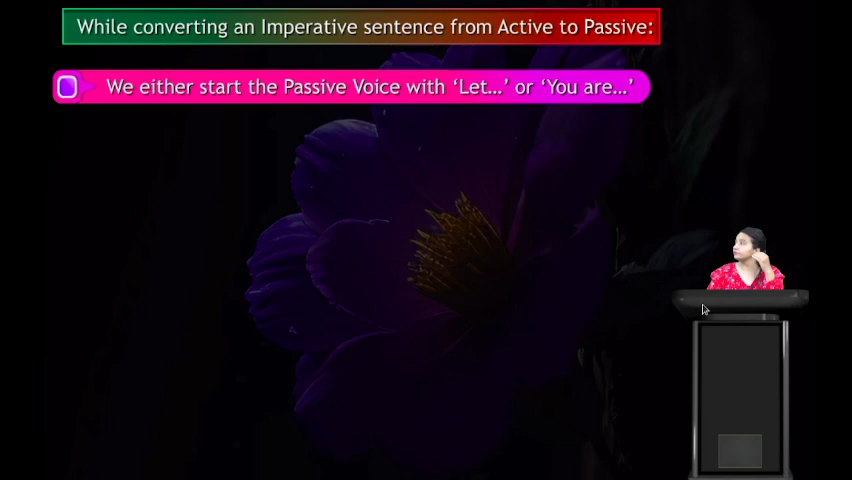 While converting an Imperative sentence from Active to Passive:
We either start the Passive Voice with ‘Let...’ or ‘You are...’